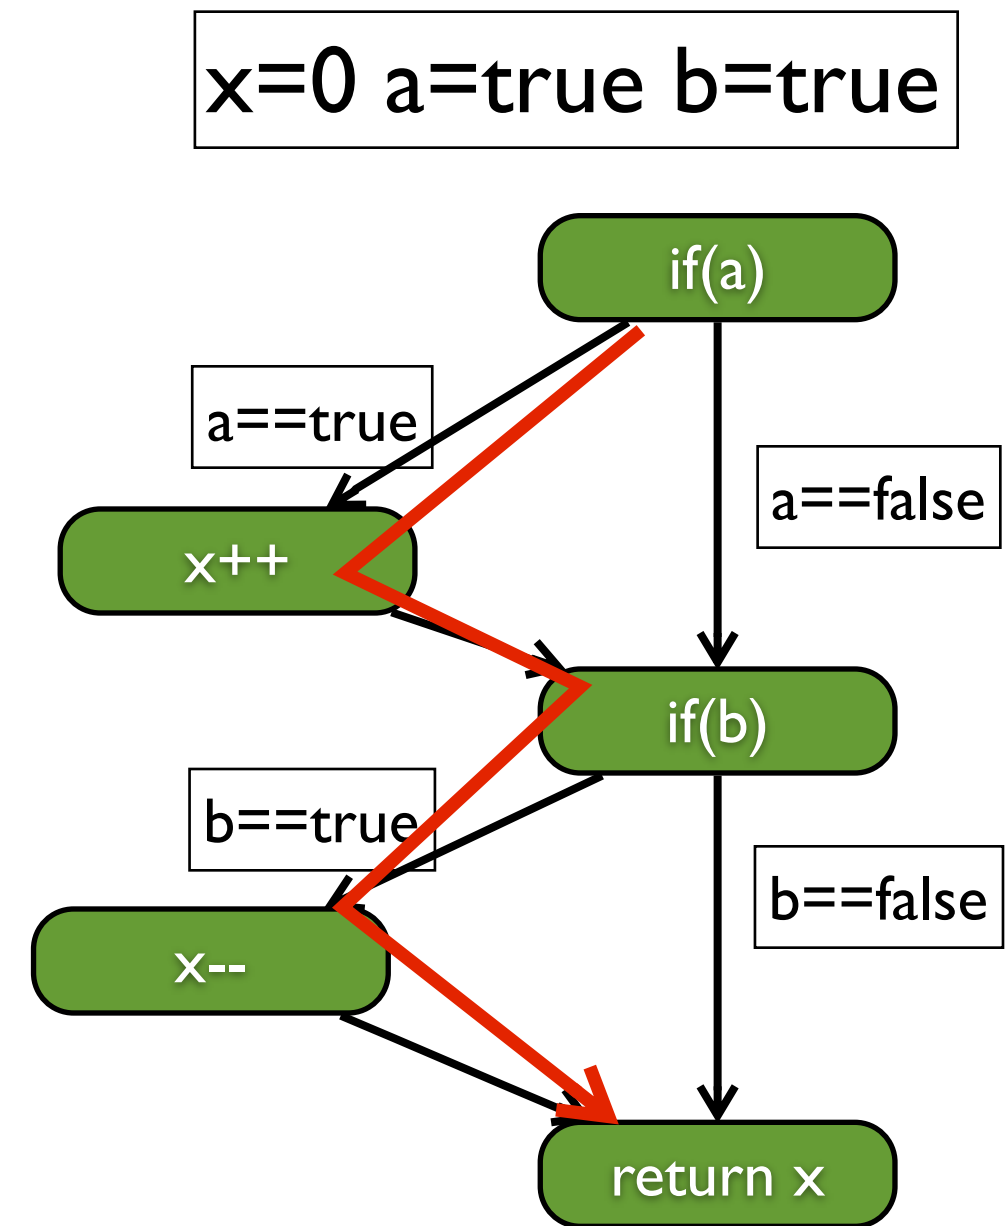 x=0 a=true b=true
if(a)
a==true
a==false
x++
if(b)
b==true
b==false
x--
return x